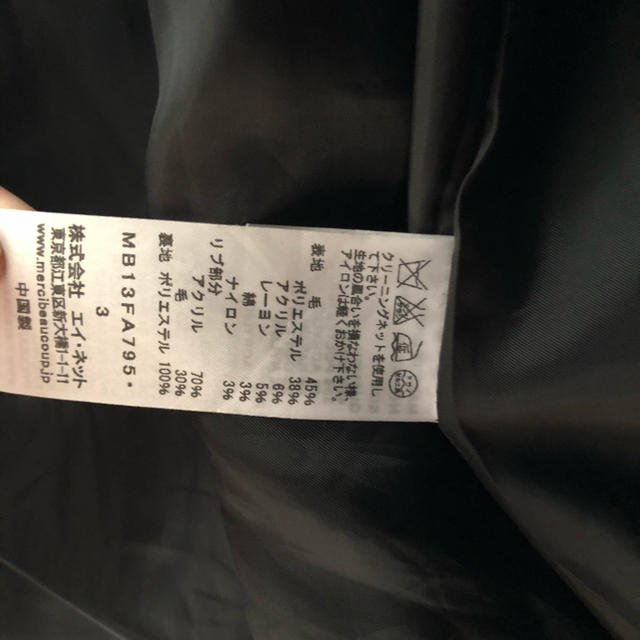 クリーニングネットを使用し
て下さい。
生地の風合いを損なわない様
アイロンは軽くおかけ下さい。
表地 毛 45%
ポリエステル 38%
アクリル 6%
レーヨン 5%
綿 3%
ナイロン 3%
リブ部分
アクリル 70%
毛 30%
裏地 ポリエステル 100%
MB13FA795*
3
株式会社 エイ・ネット
東京都江東区新大橋1-1-11
www.mercibeaucoup.jp
中国製